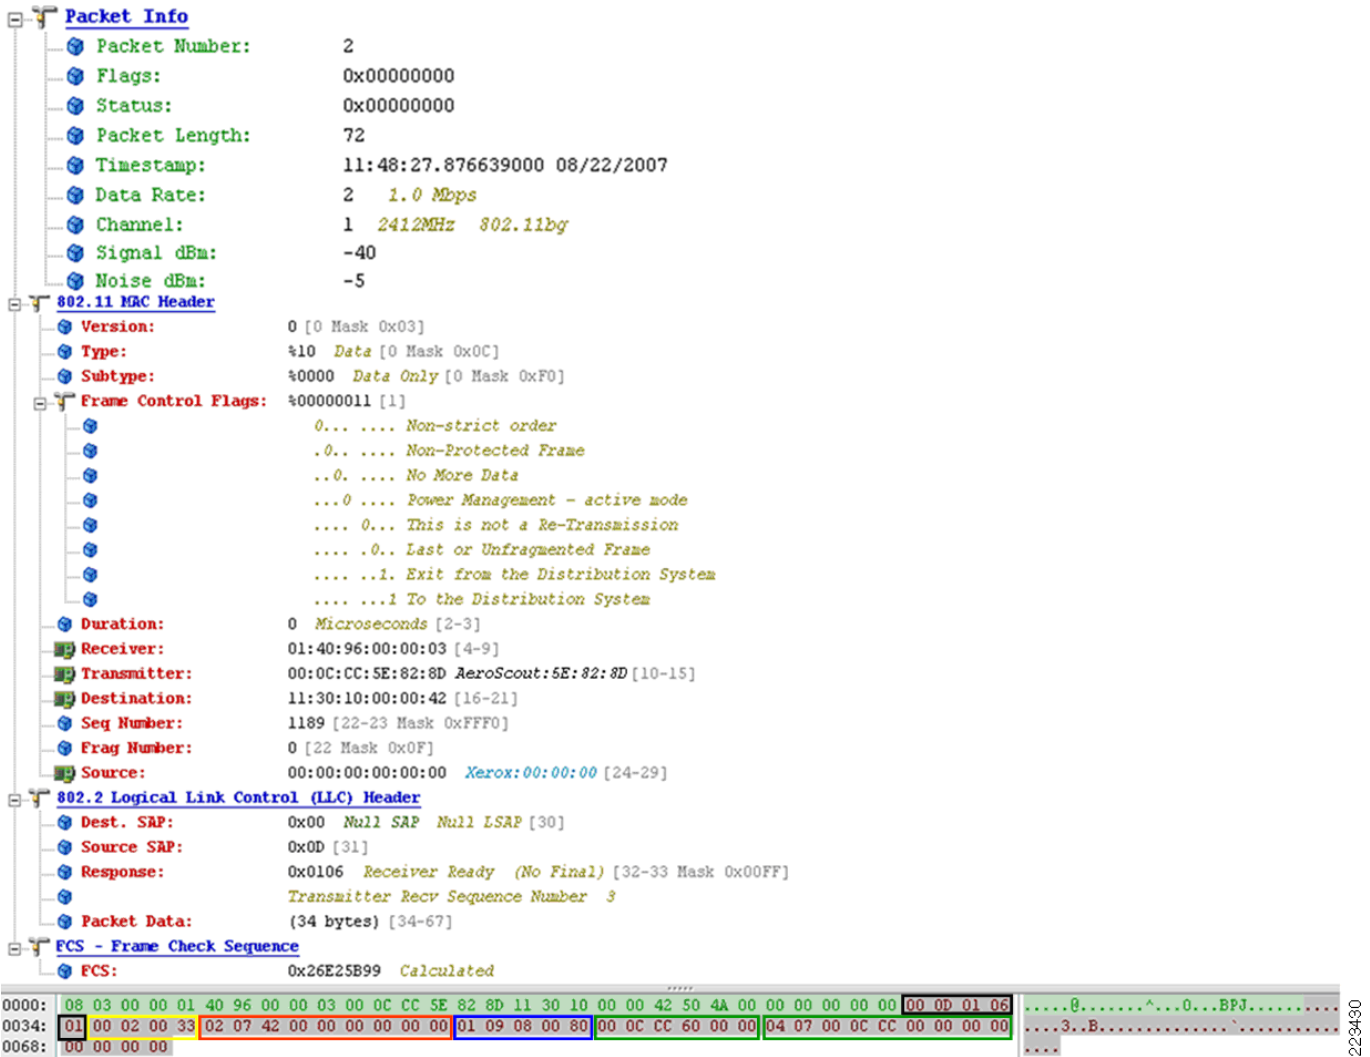 Packet Info
Packet Number: 2
Flags: 0x00000000
Status: 0x00000000
Packet Length: 72
Timestamp: 11:48:27.876639000 08/22/2007
Data Rate: 2 1.0 Mbps
Channel: 1 2412MHz 802.11bg
Signal dBm: -40
Noise dBm: -5
802.11 MAC Header
Version: 0 [0 Mask 0x03]
Type: %10 Data [0 Mask 0x0C]
Subtype: %0000 Data Only [0 Mask 0xF0]
Frame Control Flags: %00000011 [1]
0... .... Non-strict order
.0.. .... Non-Protected Frame
..0. .... No More Data
...0 .... Power Management - active mode
.... 0... This is not a Re-Transmission
.... .0.. Last or Unfragmented Frame
.... ..1. Exit from the Distribution System
.... ...1 To the Distribution System
Duration: 0 Microseconds [2-3]
Receiver: 01:40:96:00:00:03 [4-9]
Transmitter: 00:0C:CC:5E:82:8D AeroScout:5E:82:8D [10-15]
Destination: 11:30:10:00:00:42 [16-21]
Seq Number: 1189 [22-23 Mask 0xFFF0]
Frag Number: 0 [22 Mask 0x0F]
Source: 00:00:00:00:00:00 Xerox:00:00:00 [24-29]
802.2 Logical Link Control (LLC) Header
Dest. SAP: 0x00 Null SAP Null LSAP [30]
Source SAP: 0x0D [31]
Response: 0x0106 Receiver Ready (No Final) [32-33 Mask 0x00FF]
Transmitter Recv Sequence Number 3
Packet Data: (34 bytes) [34-67]
FCS - Frame Check Sequence
FCS: 0x26E25B99 Calculated
0000: 08 03 00 00 01 40 96 00 00 03 00 0C CC 5E 82 8D 11 30 10 00 00 42 50 4A 00 00 00 00 00 00 00 0D 01 06 .....@.......^...0...BPJ..........
0034: 01 00 02 00 33 02 07 42 00 00 00 00 00 00 01 09 08 00 80 00 0C CC 60 00 00 04 07 00 0C CC 00 00 00 00 ....3..B..............`...........
0068: 00 00 00 00 ....
223430